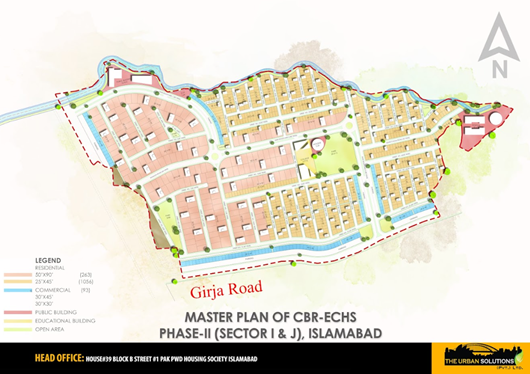 N
Girja Road
MASTER PLAN OF CBR-ECHS
PHASE-II (SECTOR I & J), ISLAMABAD
LEGEND
RESIDENTIAL
50'X90' (263)
25'X45' (1056)
COMMERCIAL (93)
30'X45'
30'X30'
PUBLIC BUILDING
EDUCATIONAL BUILDING
OPEN AREA
HEAD OFFICE: HOUSE#39 BLOCK B STREET #1 PAK PWD HOUSING SOCIETY ISLAMABAD
THE URBAN SOLUTIONS
(PVT.) LTD.